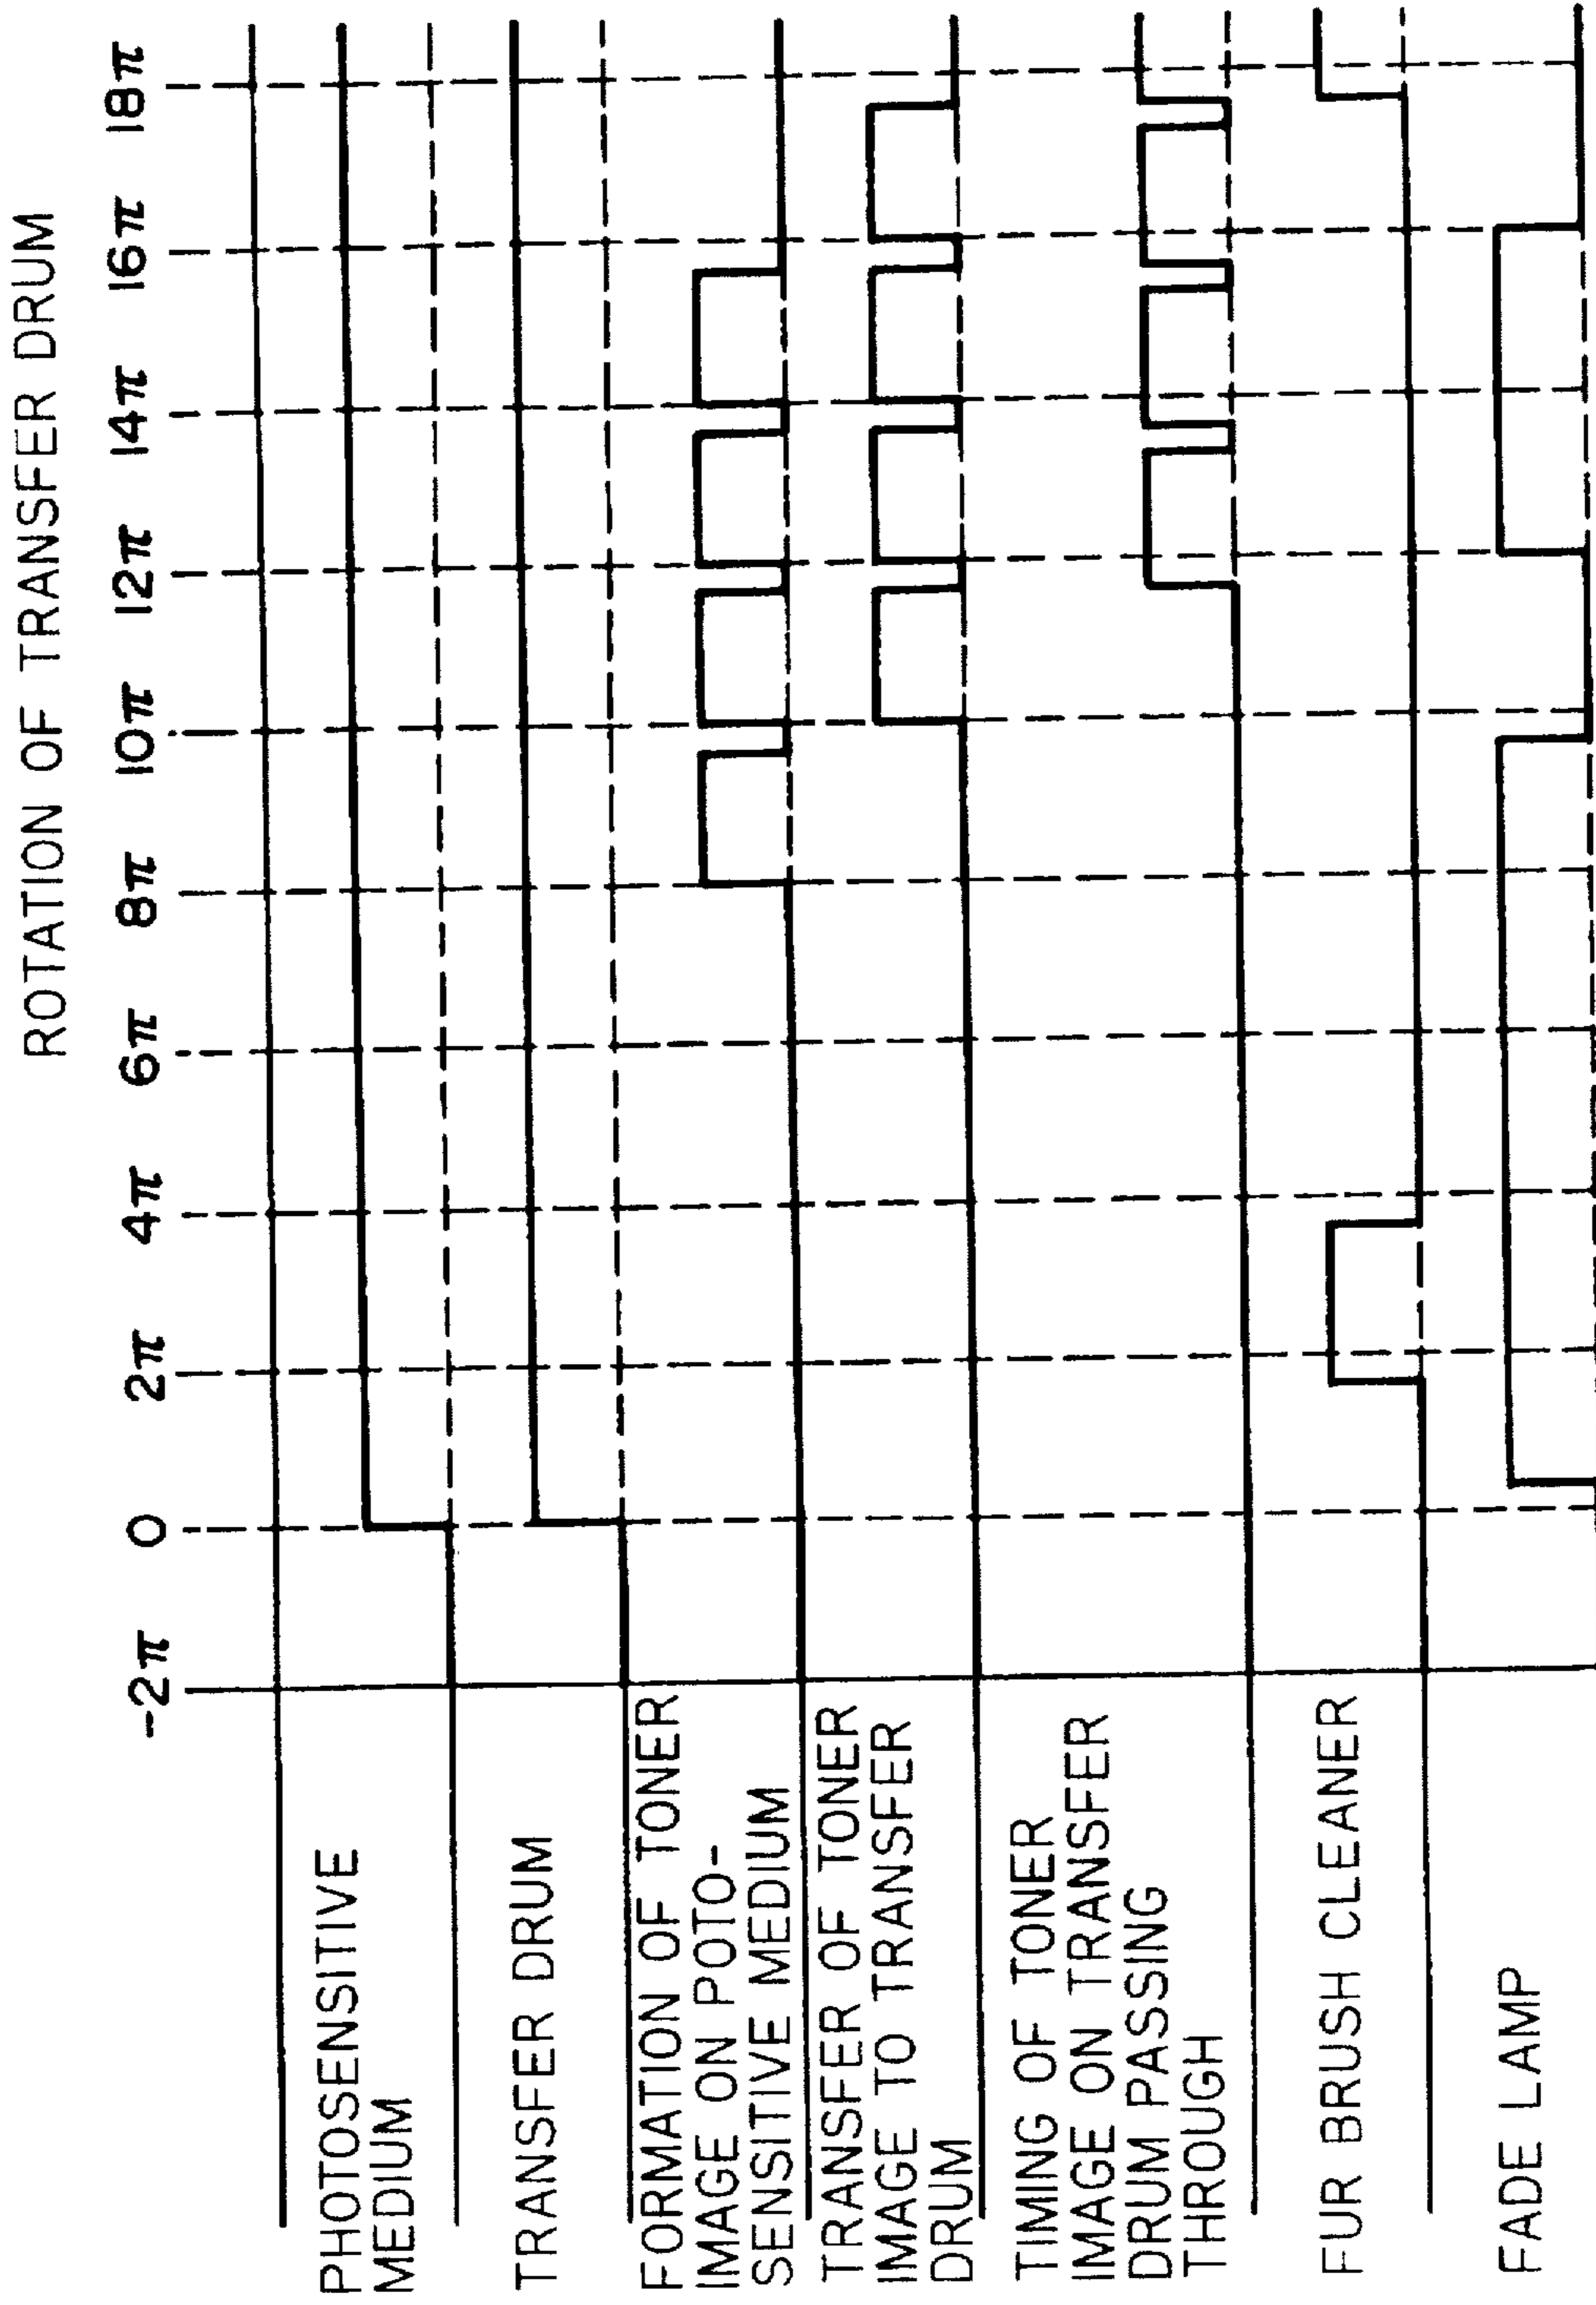 ROTATION OF TRANSFER DRUM
-2π 0 2π 4π 6π 8π 10π 12π 14π 16π 18π
PHOTOSENSITIVE
MEDIUM
TRANSFER DRUM
FORMATION OF TONER
IMAGE ON POTO-
SENSITIVE MEDIUM
TRANSFER OF TONER
IMAGE TO TRANSFER
DRUM
TIMING OF TONER
IMAGE ON TRANSFER
DRUM PASSING
THROUGH
FUR BRUSH CLEANER
FADE LAMP